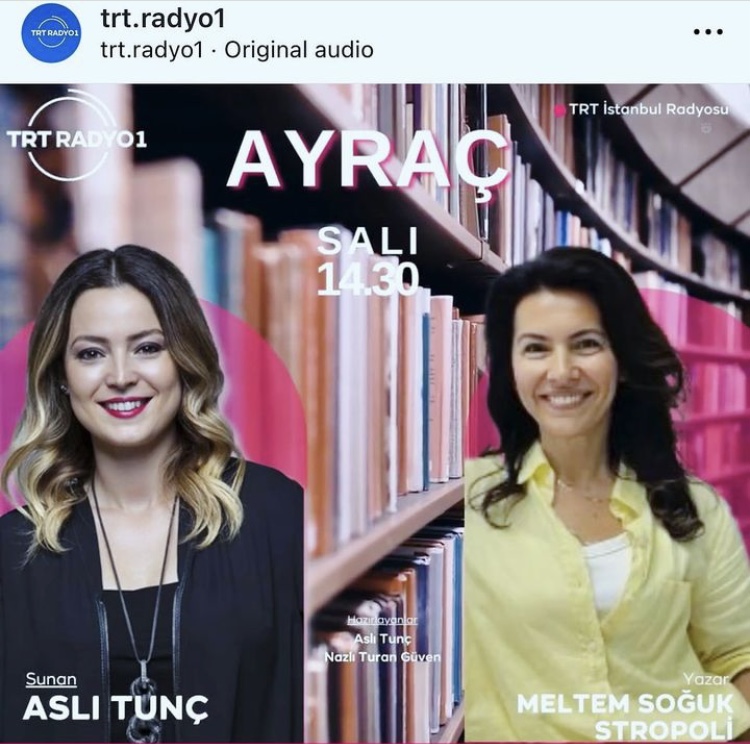 TRT RADYO1
trt.radyo1
trt.radyo1 · Original audio
TRT RADYO1
TRT İstanbul Radyosu
AYRAÇ
SALI
14.30
Hazırlayanlar
Aslı Tunç
Nazlı Turan Güven
Sunan
ASLI TUNÇ
Yazar
MELTEM SOĞUK
STROPOLİ